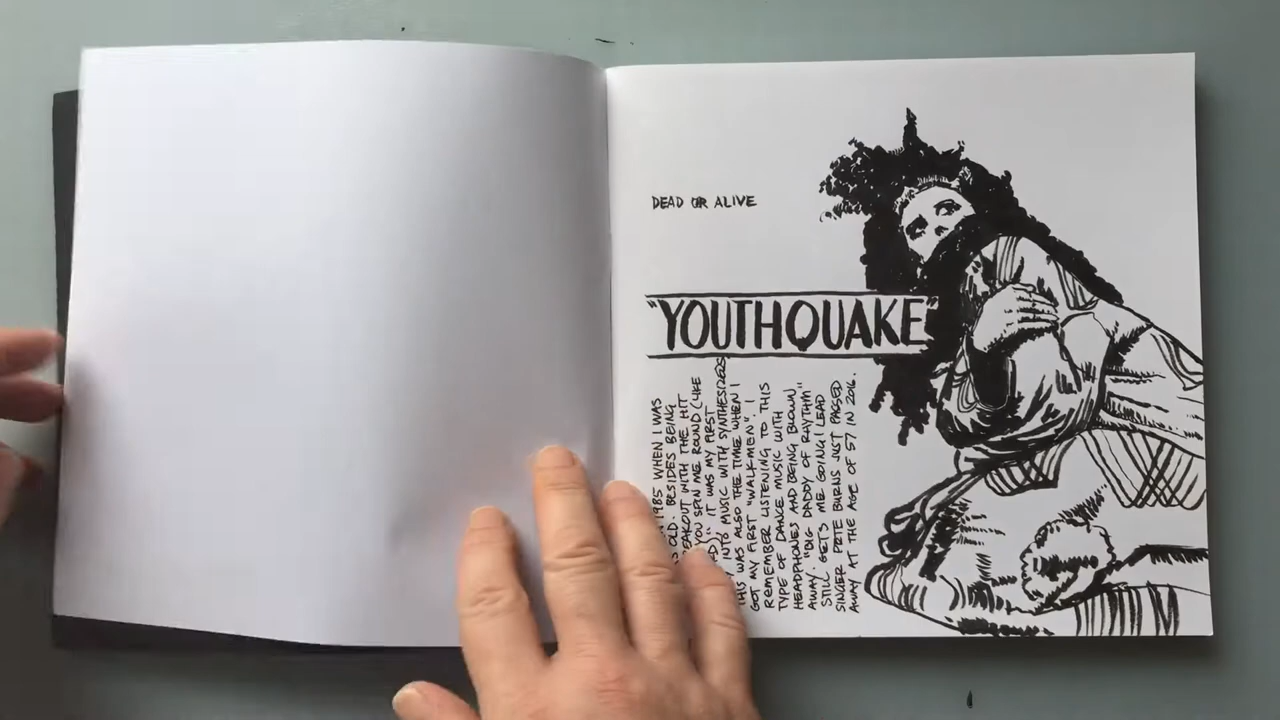 DEAD OR ALIVE
"YOUTHQUAKE"
1985 WHEN I WAS
OLD. BESIDES BEING
BREAKOUT WITH THE HIT
YOU SPIN ME ROUND (LIKE
IT WAS MY FIRST
INTO MUSIC WITH SYNTHESIZERS
THIS WAS ALSO THE TIME WHEN I
GOT MY FIRST "WALKMEN". I
REMEMBER LISTENING TO THIS
TYPE OF DANCE MUSIC WITH
HEADPHONES AND BEING BLOWN
AWAY. "BIG DADDY OF RHYTHM"
STILL GETS ME GOING! LEAD
SINGER PETE BURNS JUST PASSED
AWAY AT THE AGE OF 57 IN 2016.